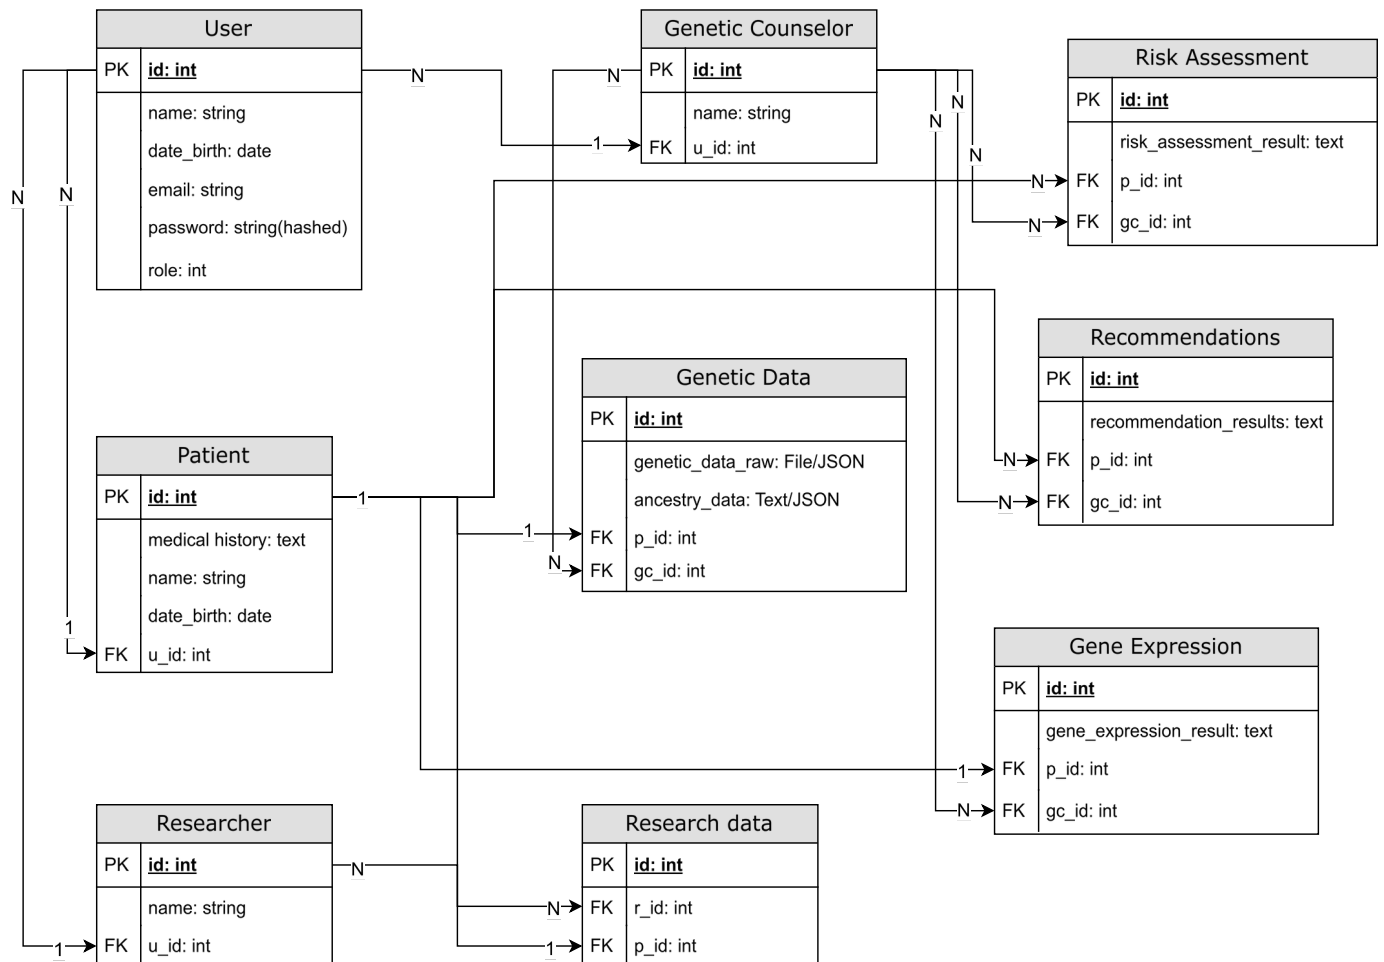 User
PK id: int
name: string
date_birth: date
email: string
password: string(hashed)
role: int
Genetic Counselor
PK id: int
name: string
FK u_id: int
Risk Assessment
PK id: int
risk_assessment_result: text
FK p_id: int
FK gc_id: int
Recommendations
PK id: int
recommendation_results: text
FK p_id: int
FK gc_id: int
Genetic Data
PK id: int
genetic_data_raw: File/JSON
ancestry_data: Text/JSON
FK p_id: int
FK gc_id: int
Patient
PK id: int
medical history: text
name: string
date_birth: date
FK u_id: int
Gene Expression
PK id: int
gene_expression_result: text
FK p_id: int
FK gc_id: int
Researcher
PK id: int
name: string
FK u_id: int
Research data
PK id: int
FK r_id: int
FK p_id: int
N
1
N
1
N
1
N
N
N
N
N
N
N
N
N
1
1
1
N
N
N
1